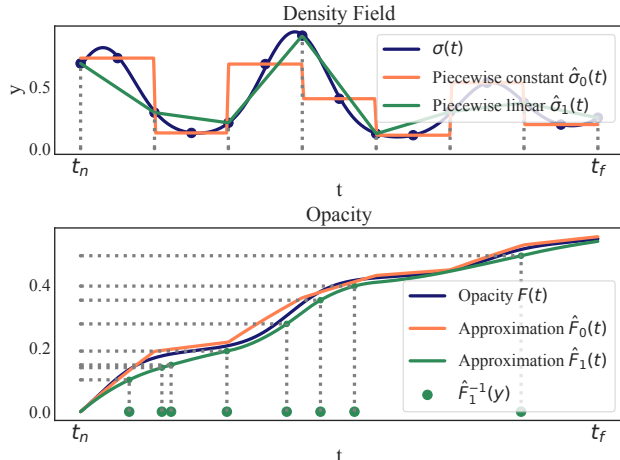 Density Field
y
0.5
0.0
σ(t)
Piecewise constant σ̂₀(t)
Piecewise linear σ̂₁(t)
tₙ
t_f
t
Opacity
0.4
0.2
0.0
Opacity F(t)
Approximation F̂₀(t)
Approximation F̂₁(t)
F̂₁⁻¹(y)
tₙ
t_f
t